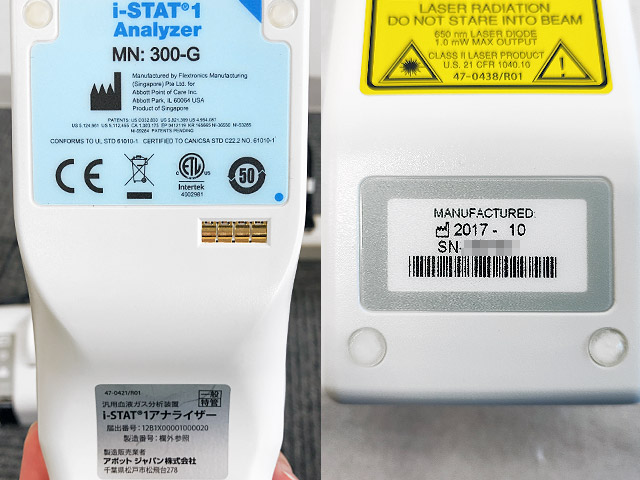 i-STAT®1
Analyzer
MN: 300-G
Manufactured by Flextronics Manufacturing
(Singapore) Pte. Ltd. for
Abbott Point of Care Inc.
Abbott Park, IL 60064 USA
Product of Singapore
CONFORMS TO UL STD 61010-1 CERTIFIED TO CAN/CSA STD C22.2 NO. 61010-1
CE
ETL
US
Intertek
4002981
50
47-0421/R01
一般
特管
汎用血液ガス分析装置
i-STAT®1アナライザー
届出番号：12B1X00001000020
製造番号：欄外参照
製造販売業者
アボット ジャパン株式会社
千葉県松戸市松飛台278
LASER RADIATION
DO NOT STARE INTO BEAM
650 nm LASER DIODE
1.0 mW MAX OUTPUT
CLASS II LASER PRODUCT
U.S. 21 CFR 1040.10
47-0438/R01
MANUFACTURED:
2017 - 10
SN